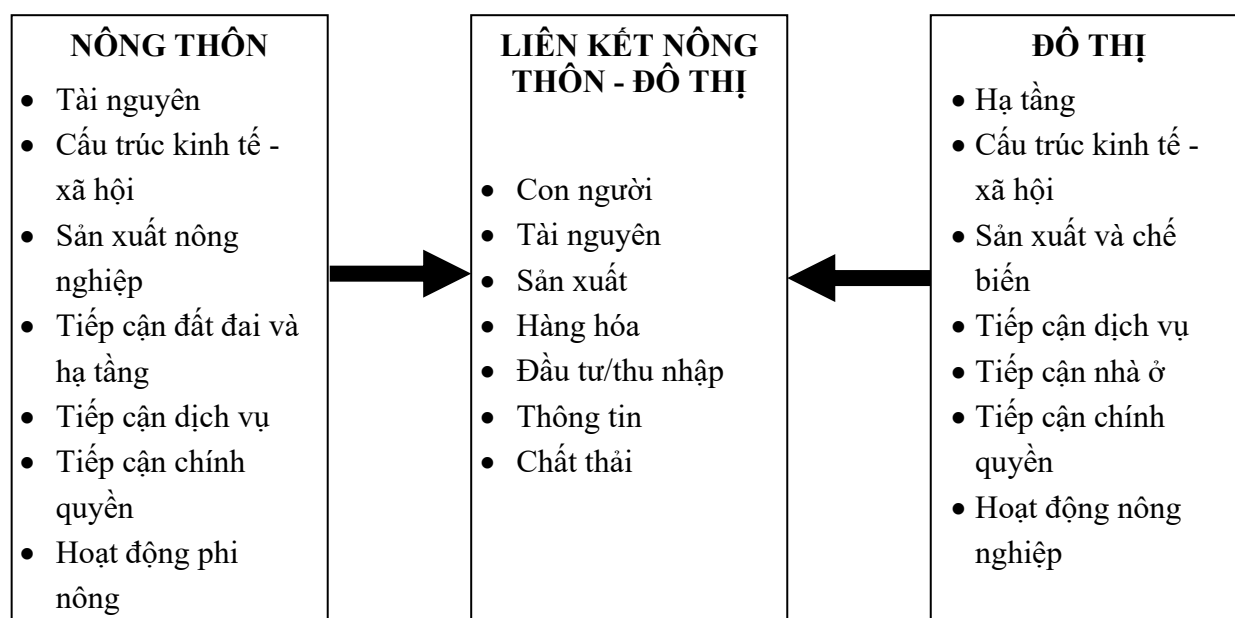 NÔNG THÔN
• Tài nguyên
• Cấu trúc kinh tế -
xã hội
• Sản xuất nông
nghiệp
• Tiếp cận đất đai và
hạ tầng
• Tiếp cận dịch vụ
• Tiếp cận chính
quyền
• Hoạt động phi
nông
LIÊN KẾT NÔNG
THÔN - ĐÔ THỊ
• Con người
• Tài nguyên
• Sản xuất
• Hàng hóa
• Đầu tư/thu nhập
• Thông tin
• Chất thải
ĐÔ THỊ
• Hạ tầng
• Cấu trúc kinh tế -
xã hội
• Sản xuất và chế
biến
• Tiếp cận dịch vụ
• Tiếp cận nhà ở
• Tiếp cận chính
quyền
• Hoạt động nông
nghiệp